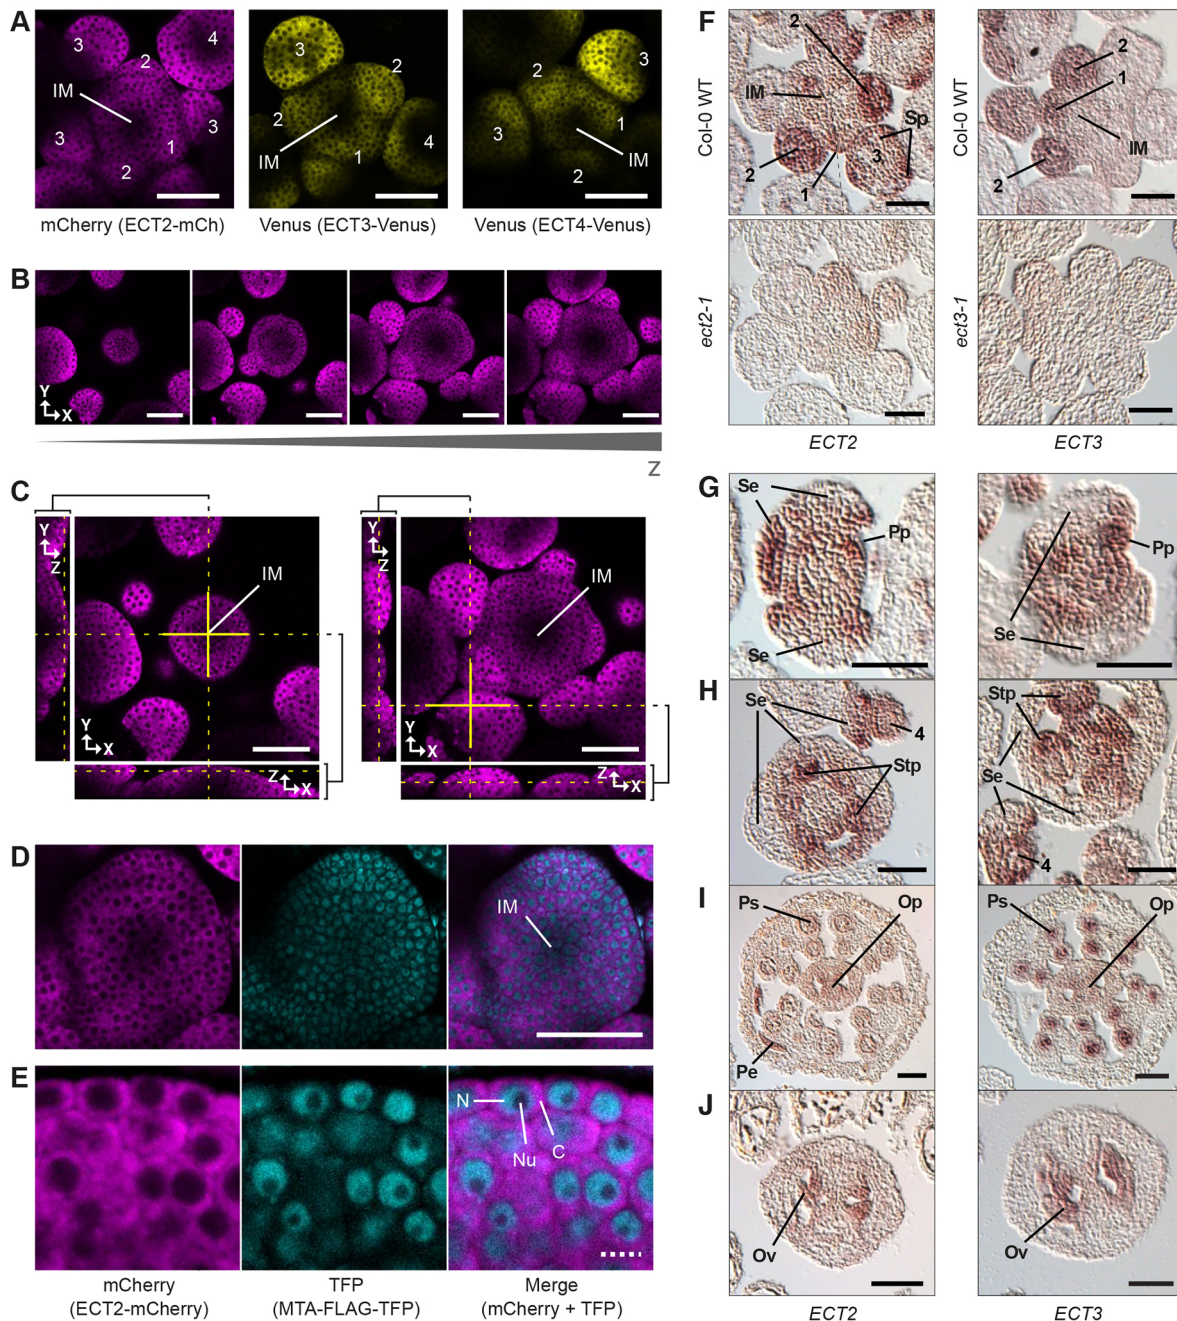 A
3
4
2
IM
3
3
1
2
mCherry (ECT2-mCh)
3
2
2
4
IM
1
Venus (ECT3-Venus)
2
3
3
1
IM
2
Venus (ECT4-Venus)
B
Y
X
Z
C
Y
Z
IM
Y
X
Z
X
Y
Z
IM
Y
X
Z
X
D
IM
E
N
Nu
C
mCherry
(ECT2-mCherry)
TFP
(MTA-FLAG-TFP)
Merge
(mCherry + TFP)
F
Col-0 WT
2
IM
Sp
3
2
1
Col-0 WT
2
1
IM
2
ect2-1
ect3-1
ECT2
ECT3
G
Se
Pp
Se
Pp
Se
H
Se
4
Stp
Stp
Se
4
I
Ps
Op
Pe
Ps
Op
J
Ov
Ov
ECT2
ECT3